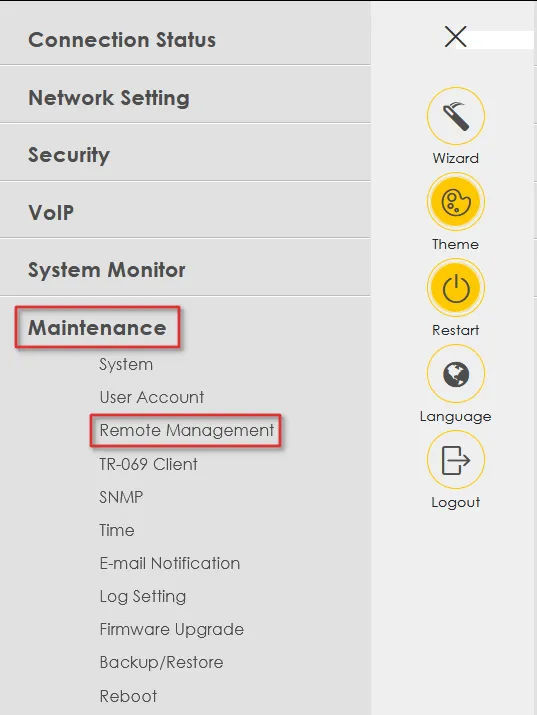 Connection Status
Network Setting
Security
VoIP
System Monitor
Maintenance
System
User Account
Remote Management
TR-069 Client
SNMP
Time
E-mail Notification
Log Setting
Firmware Upgrade
Backup/Restore
Reboot
Wizard
Theme
Restart
Language
Logout